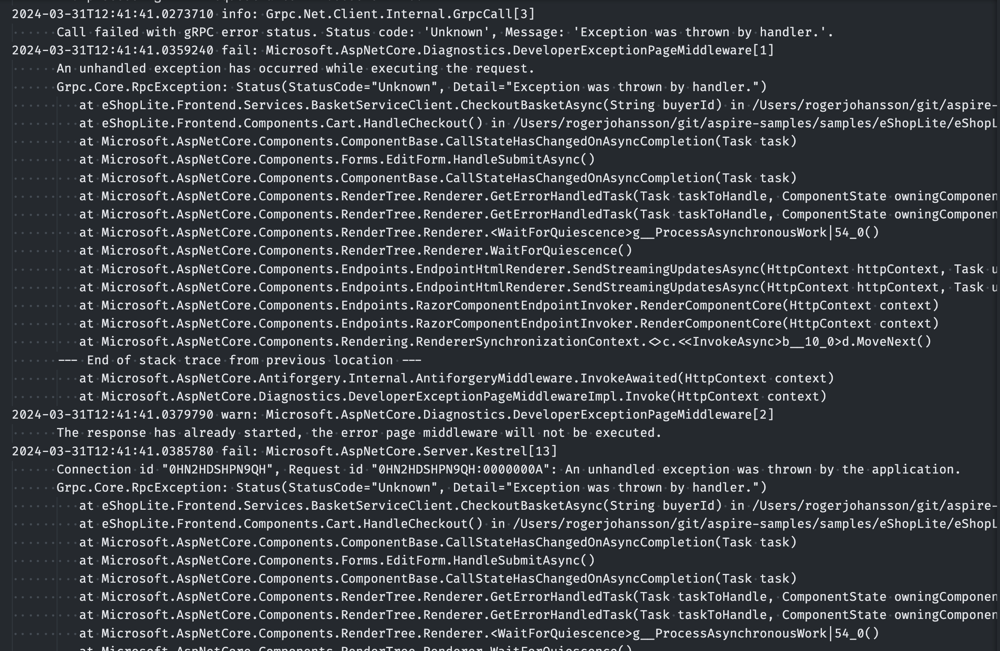 2024-03-31T12:41:41.0273710 info: Grpc.Net.Client.Internal.GrpcCall[3]
Call failed with gRPC error status. Status code: 'Unknown', Message: 'Exception was thrown by handler.'.
2024-03-31T12:41:41.0359240 fail: Microsoft.AspNetCore.Diagnostics.DeveloperExceptionPageMiddleware[1]
An unhandled exception has occurred while executing the request.
Grpc.Core.RpcException: Status(StatusCode="Unknown", Detail="Exception was thrown by handler.")
at eShopLite.Frontend.Services.BasketServiceClient.CheckoutBasketAsync(String buyerId) in /Users/rogerjohansson/git/aspire-
at eShopLite.Frontend.Components.Cart.HandleCheckout() in /Users/rogerjohansson/git/aspire-samples/samples/eShopLite/eShopL
at Microsoft.AspNetCore.Components.ComponentBase.CallStateHasChangedOnAsyncCompletion(Task task)
at Microsoft.AspNetCore.Components.Forms.EditForm.HandleSubmitAsync()
at Microsoft.AspNetCore.Components.ComponentBase.CallStateHasChangedOnAsyncCompletion(Task task)
at Microsoft.AspNetCore.Components.RenderTree.Renderer.GetErrorHandledTask(Task taskToHandle, ComponentState owningComponen
at Microsoft.AspNetCore.Components.RenderTree.Renderer.GetErrorHandledTask(Task taskToHandle, ComponentState owningComponen
at Microsoft.AspNetCore.Components.RenderTree.Renderer.<WaitForQuiescence>g__ProcessAsynchronousWork|54_0()
at Microsoft.AspNetCore.Components.RenderTree.Renderer.WaitForQuiescence()
at Microsoft.AspNetCore.Components.Endpoints.EndpointHtmlRenderer.SendStreamingUpdatesAsync(HttpContext httpContext, Task u
at Microsoft.AspNetCore.Components.Endpoints.EndpointHtmlRenderer.SendStreamingUpdatesAsync(HttpContext httpContext, Task u
at Microsoft.AspNetCore.Components.Endpoints.RazorComponentEndpointInvoker.RenderComponentCore(HttpContext context)
at Microsoft.AspNetCore.Components.Endpoints.RazorComponentEndpointInvoker.RenderComponentCore(HttpContext context)
at Microsoft.AspNetCore.Components.Rendering.RendererSynchronizationContext.<>c.<<InvokeAsync>b__10_0>d.MoveNext()
--- End of stack trace from previous location ---
at Microsoft.AspNetCore.Antiforgery.Internal.AntiforgeryMiddleware.InvokeAwaited(HttpContext context)
at Microsoft.AspNetCore.Diagnostics.DeveloperExceptionPageMiddlewareImpl.Invoke(HttpContext context)
2024-03-31T12:41:41.0379790 warn: Microsoft.AspNetCore.Diagnostics.DeveloperExceptionPageMiddleware[2]
The response has already started, the error page middleware will not be executed.
2024-03-31T12:41:41.0385780 fail: Microsoft.AspNetCore.Server.Kestrel[13]
Connection id "0HN2HDSHPN9QH", Request id "0HN2HDSHPN9QH:0000000A": An unhandled exception was thrown by the application.
Grpc.Core.RpcException: Status(StatusCode="Unknown", Detail="Exception was thrown by handler.")
at eShopLite.Frontend.Services.BasketServiceClient.CheckoutBasketAsync(String buyerId) in /Users/rogerjohansson/git/aspire-
at eShopLite.Frontend.Components.Cart.HandleCheckout() in /Users/rogerjohansson/git/aspire-samples/samples/eShopLite/eShopL
at Microsoft.AspNetCore.Components.ComponentBase.CallStateHasChangedOnAsyncCompletion(Task task)
at Microsoft.AspNetCore.Components.Forms.EditForm.HandleSubmitAsync()
at Microsoft.AspNetCore.Components.ComponentBase.CallStateHasChangedOnAsyncCompletion(Task task)
at Microsoft.AspNetCore.Components.RenderTree.Renderer.GetErrorHandledTask(Task taskToHandle, ComponentState owningComponen
at Microsoft.AspNetCore.Components.RenderTree.Renderer.GetErrorHandledTask(Task taskToHandle, ComponentState owningComponen
at Microsoft.AspNetCore.Components.RenderTree.Renderer.<WaitForQuiescence>g__ProcessAsynchronousWork|54_0()
at Microsoft.AspNetCore.Components.RenderTree.Renderer.WaitForQuiescence()